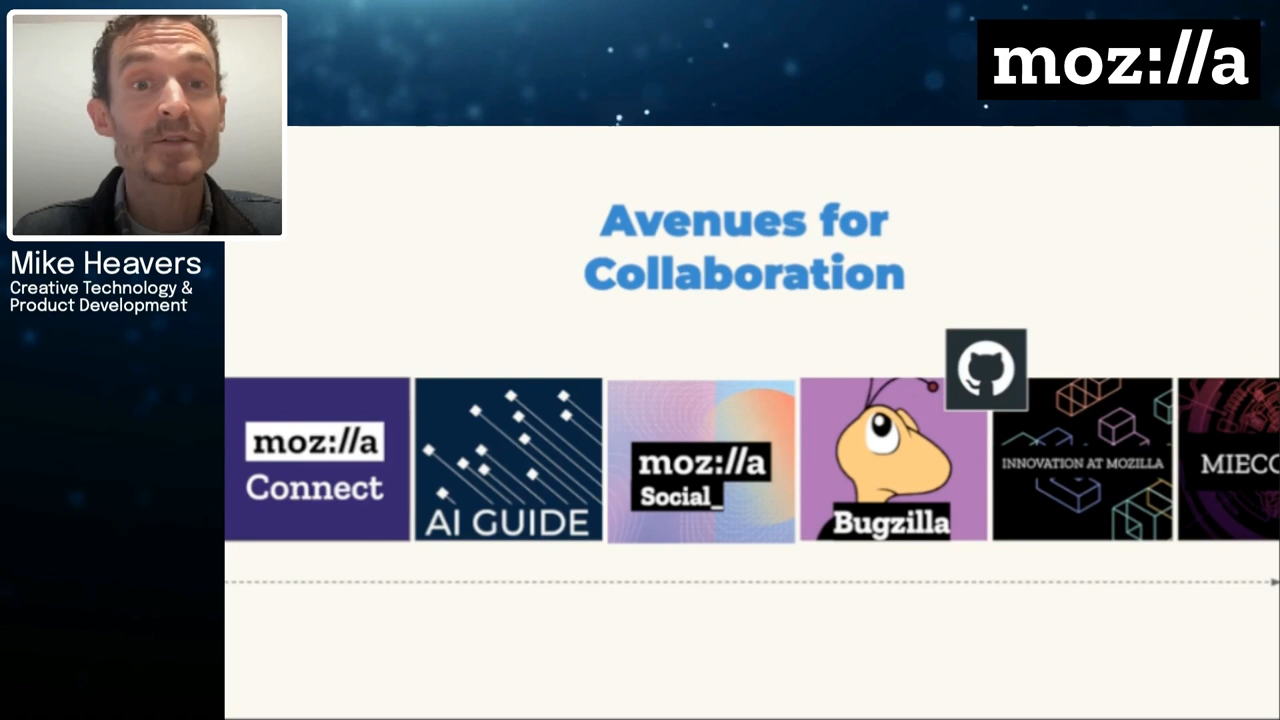 moz://a
Mike Heavers
Creative Technology &
Product Development
Avenues for
Collaboration
moz://a
Connect
AI GUIDE
moz://a
Social_
Bugzilla
INNOVATION AT MOZILLA
MIECO